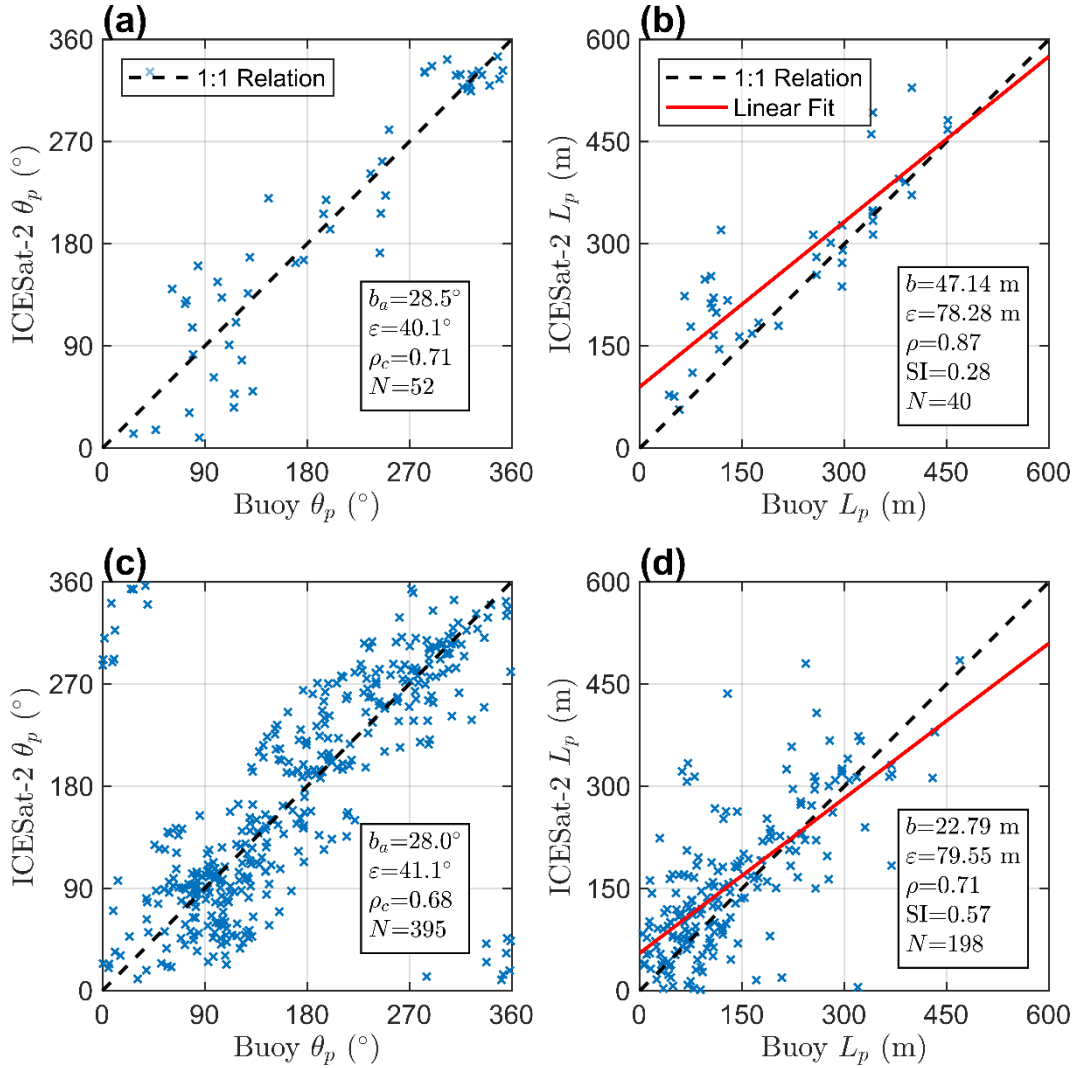 (a)
360
270
180
90
0
ICESat-2 θp (°)
1:1 Relation
bₐ=28.5°
ε=40.1°
ρc=0.71
N=52
0 90 180 270 360
Buoy θp (°)
(b)
600
450
300
150
0
ICESat-2 Lp (m)
1:1 Relation
Linear Fit
b=47.14 m
ε=78.28 m
ρ=0.87
SI=0.28
N=40
0 150 300 450 600
Buoy Lp (m)
(c)
360
270
180
90
0
ICESat-2 θp (°)
bₐ=28.0°
ε=41.1°
ρc=0.68
N=395
0 90 180 270 360
Buoy θp (°)
(d)
600
450
300
150
0
ICESat-2 Lp (m)
b=22.79 m
ε=79.55 m
ρ=0.71
SI=0.57
N=198
0 150 300 450 600
Buoy Lp (m)